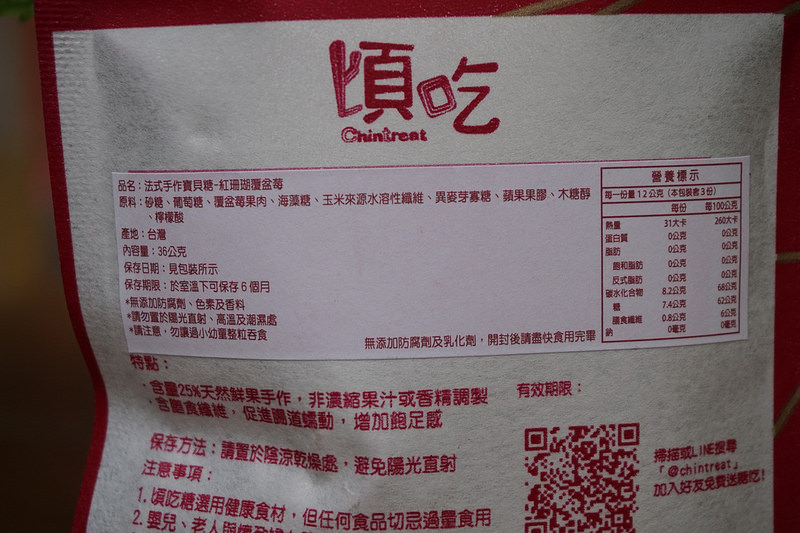 頃吃
Chintreat
品名：法式手作寶貝糖-紅珊瑚覆盆莓
原料：砂糖、葡萄糖、覆盆莓果肉、海藻糖、玉米來源水溶性纖維、異麥芽寡糖、蘋果果膠、木糖醇
、檸檬酸
產地：台灣
內容量：36公克
保存日期：見包裝所示
保存期限：於室溫下可保存6個月
*無添加防腐劑、色素及香料
*請勿置於陽光直射、高溫及潮濕處
*請注意，勿讓過小幼童整粒吞食
無添加防腐劑及乳化劑，開封後請盡快食用完畢
營養標示
每一份量12公克（本包裝含3份）
每份 每100公克
熱量 31大卡 260大卡
蛋白質 0公克 0公克
脂肪 0公克 0公克
飽和脂肪 0公克 0公克
反式脂肪 0公克 0公克
碳水化合物 8.2公克 68公克
糖 7.4公克 62公克
膳食纖維 0.8公克 6公克
鈉 0毫克 0毫克
特點：
·含量25%天然鮮果手作，非濃縮果汁或香精調製
·含膳食纖維，促進腸道蠕動，增加飽足感
有效期限：
保存方法：請置於陰涼乾燥處，避免陽光直射
注意事項：
1.頃吃糖選用健康食材，但任何食品切忌過量食用
2.嬰兒、老人與懷孕婦
掃描或LINE搜尋
「@chintreat」
加入好友免費送糖吃!